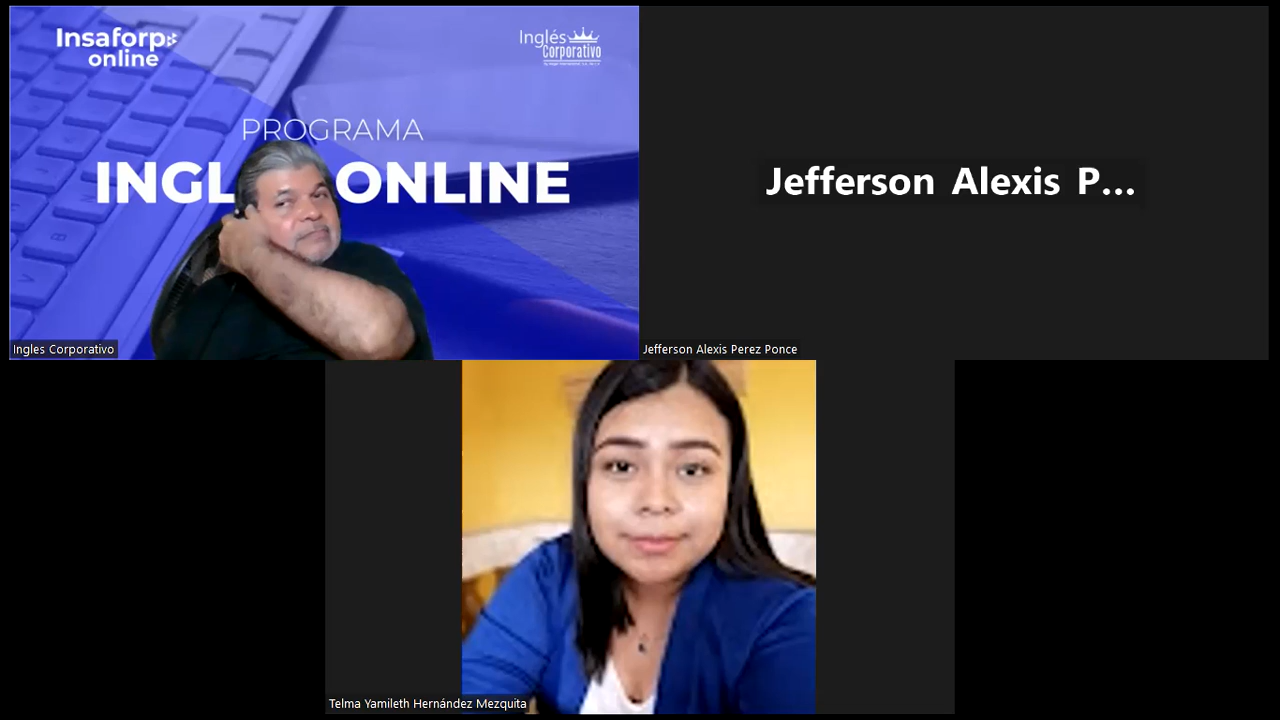 Insaforp
online
Inglés
Corporativo
PROGRAMA
INGL ONLINE
Ingles Corporativo
Jefferson Alexis P...
Jefferson Alexis Perez Ponce
Telma Yamileth Hernández Mezquita